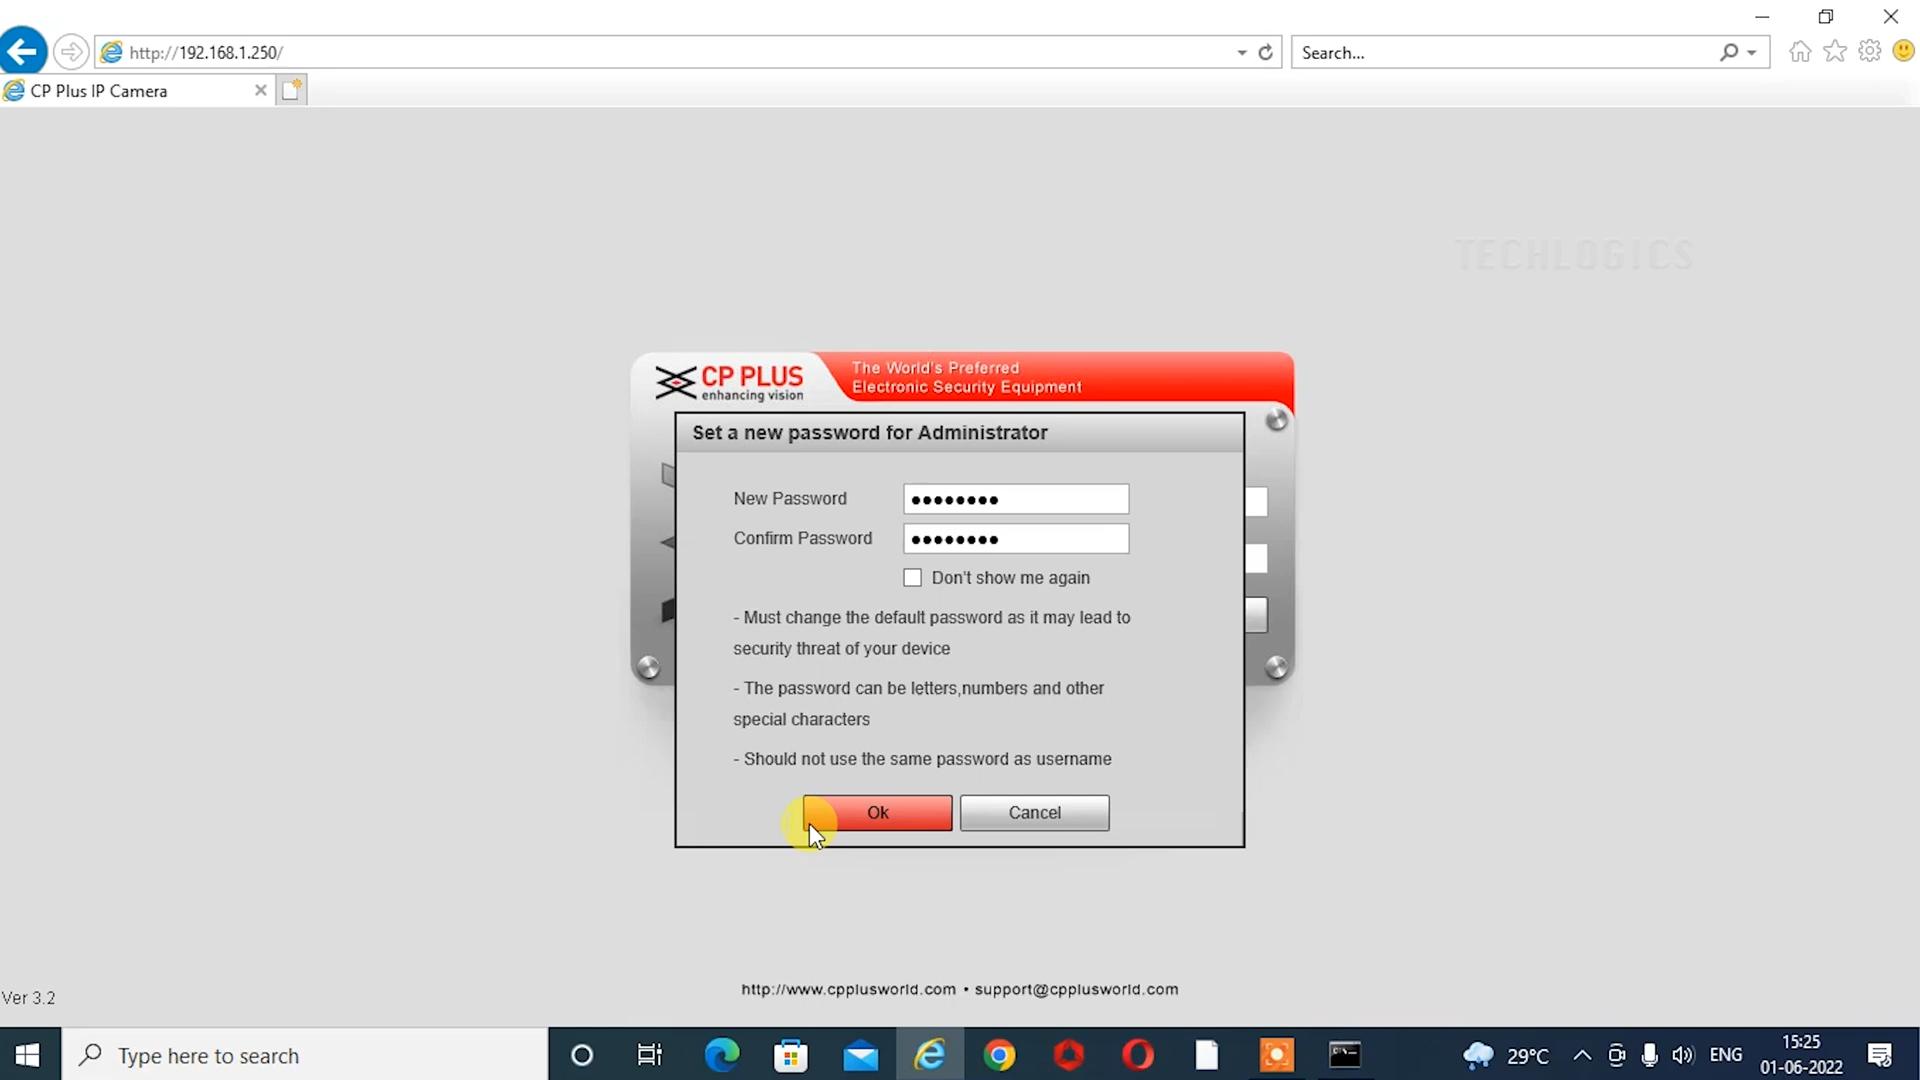 http://192.168.1.250/
Search...
CP Plus IP Camera
TECHLOGICS
CP PLUS
enhancing vision
The World's Preferred
Electronic Security Equipment
Set a new password for Administrator
New Password
Confirm Password
Don't show me again
- Must change the default password as it may lead to
security threat of your device
- The password can be letters,numbers and other
special characters
- Should not use the same password as username
Ok
Cancel
http://www.cpplusworld.com • support@cpplusworld.com
Ver 3.2
Type here to search
29°C
ENG
15:25
01-06-2022